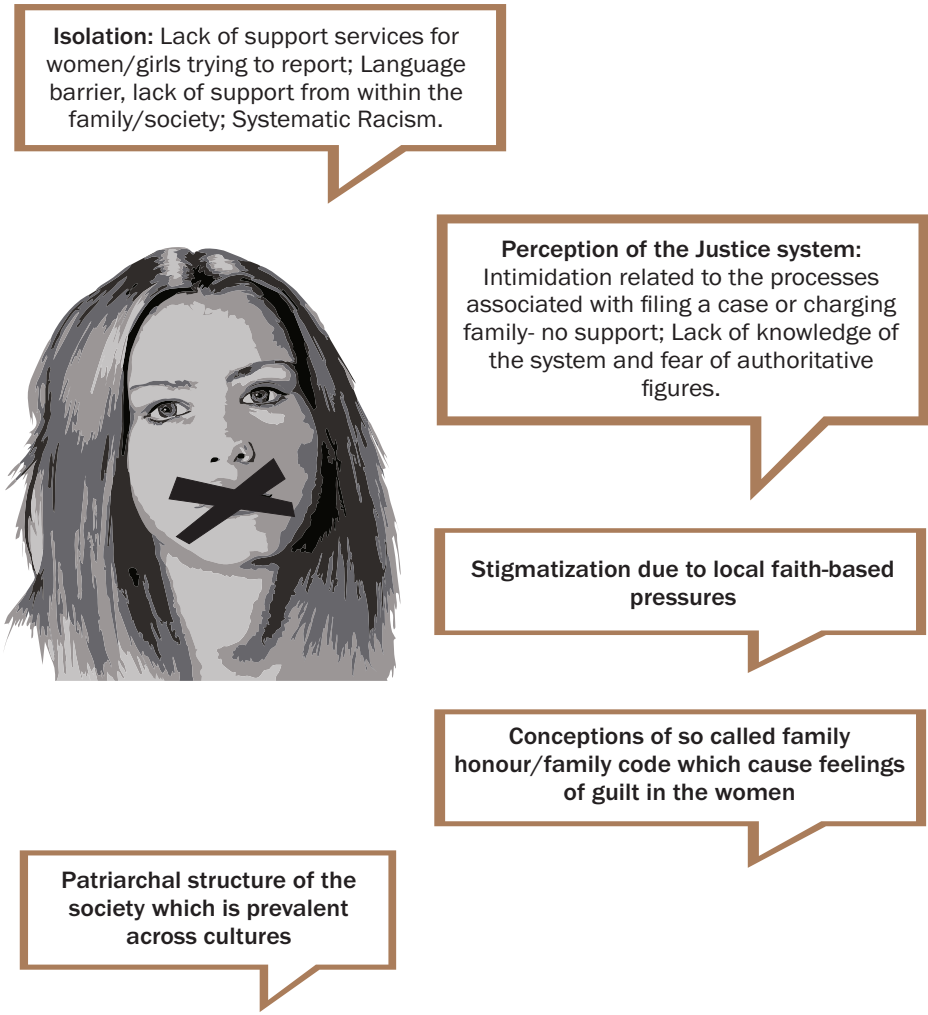 Isolation: Lack of support services for
women/girls trying to report; Language
barrier, lack of support from within the
family/society; Systematic Racism.
Perception of the Justice system:
Intimidation related to the processes
associated with filing a case or charging
family- no support; Lack of knowledge of
the system and fear of authoritative
figures.
Stigmatization due to local faith-based
pressures
Conceptions of so called family
honour/family code which cause feelings
of guilt in the women
Patriarchal structure of the
society which is prevalent
across cultures